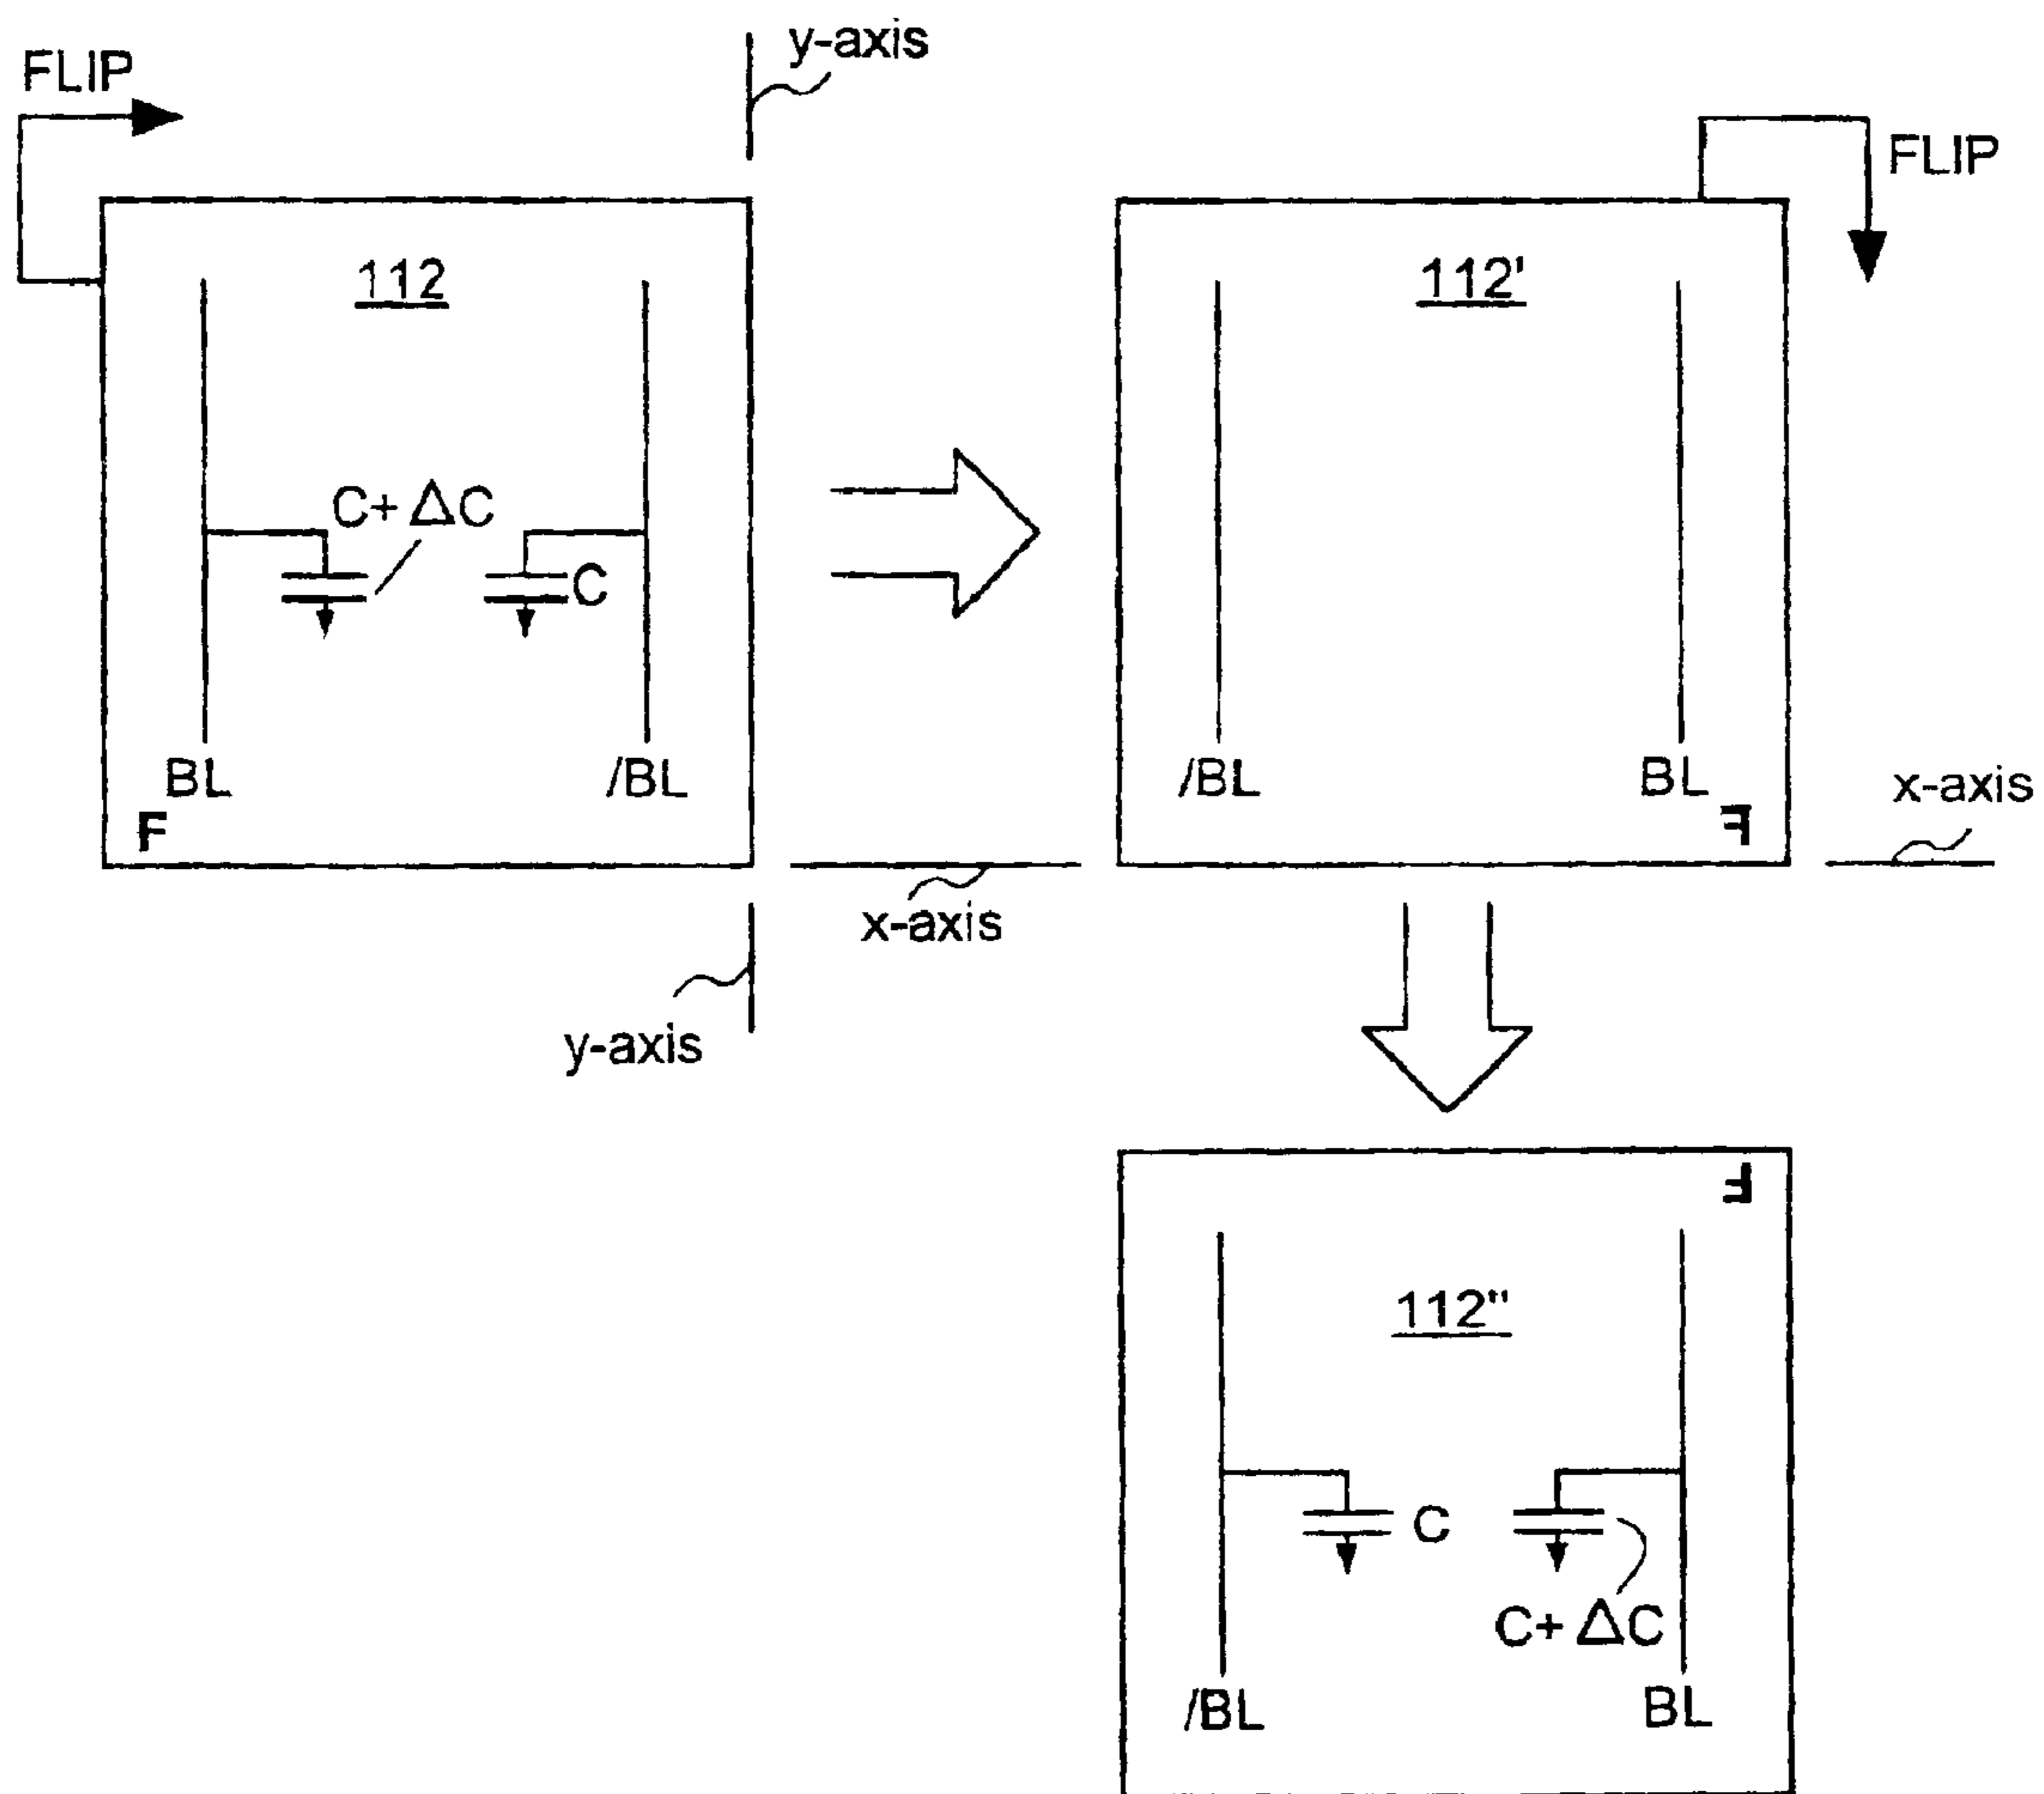 FLIP
y-axis
FLIP
112
112'
C+ ΔC
C
BL
/BL
/BL
BL
x-axis
F
F
x-axis
y-axis
F
112"
C
C+ ΔC
/BL
BL